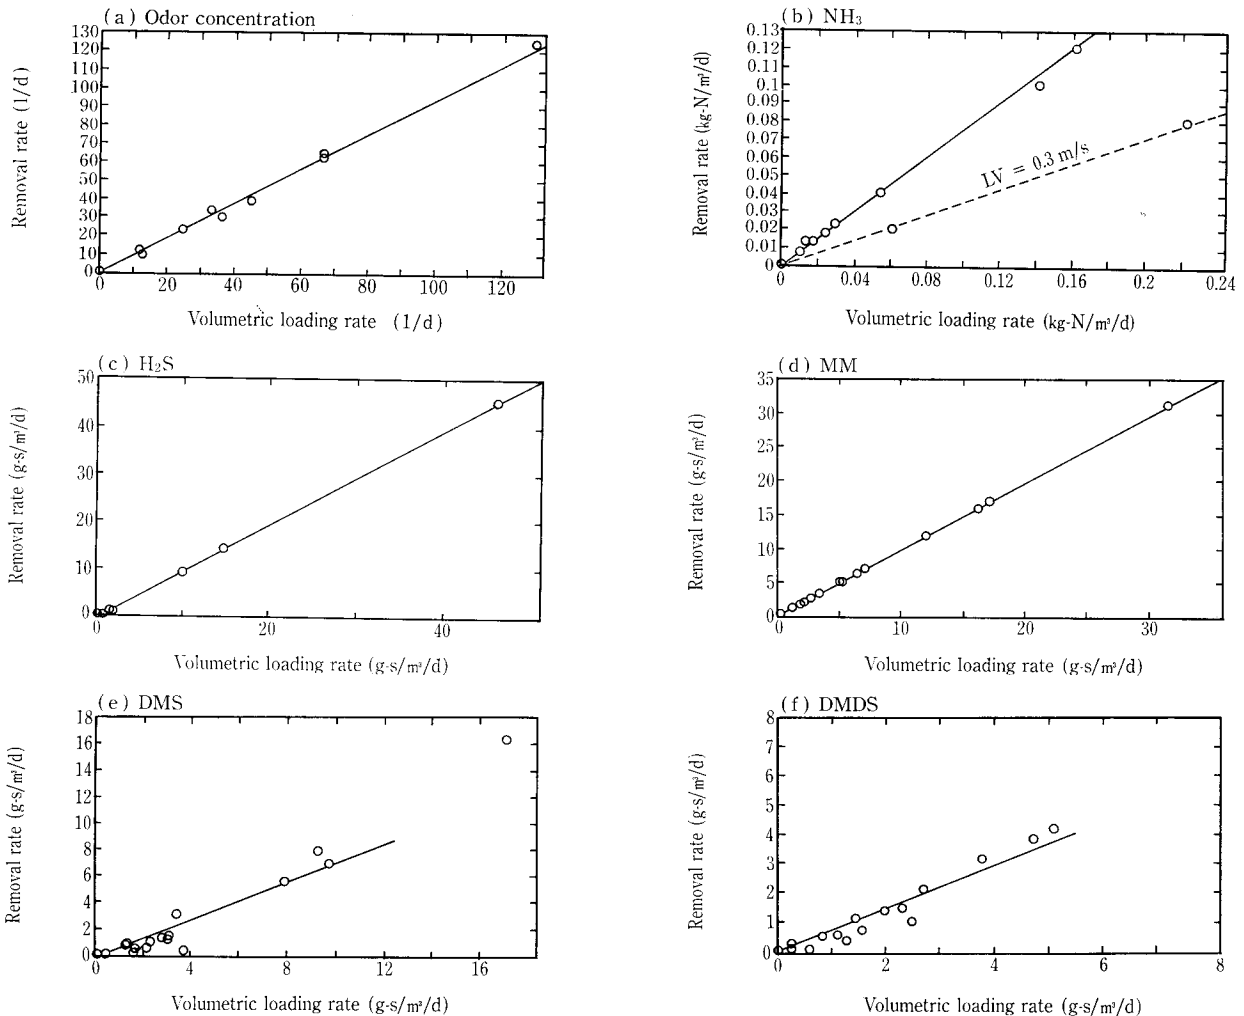 (a) Odor concentration
130
120
110
100
90
80
70
60
50
40
30
20
10
0
Removal rate (1/d)
0 20 40 60 80 100 120
Volumetric loading rate (1/d)
(b) NH₃
0.13
0.12
0.11
0.1
0.09
0.08
0.07
0.06
0.05
0.04
0.03
0.02
0.01
0
Removal rate (kg-N/m³/d)
LV = 0.3 m/s
0 0.04 0.08 0.12 0.16 0.2 0.24
Volumetric loading rate (kg-N/m³/d)
(c) H₂S
50
40
30
20
10
0
Removal rate (g-s/m³/d)
0 20 40
Volumetric loading rate (g-s/m³/d)
(d) MM
35
30
25
20
15
10
5
0
Removal rate (g-s/m³/d)
0 10 20 30
Volumetric loading rate (g-s/m³/d)
(e) DMS
18
16
14
12
10
8
6
4
2
0
Removal rate (g-s/m³/d)
0 4 8 12 16
Volumetric loading rate (g-s/m³/d)
(f) DMDS
8
7
6
5
4
3
2
1
0
Removal rate (g-s/m³/d)
0 2 4 6 8
Volumetric loading rate (g-s/m³/d)